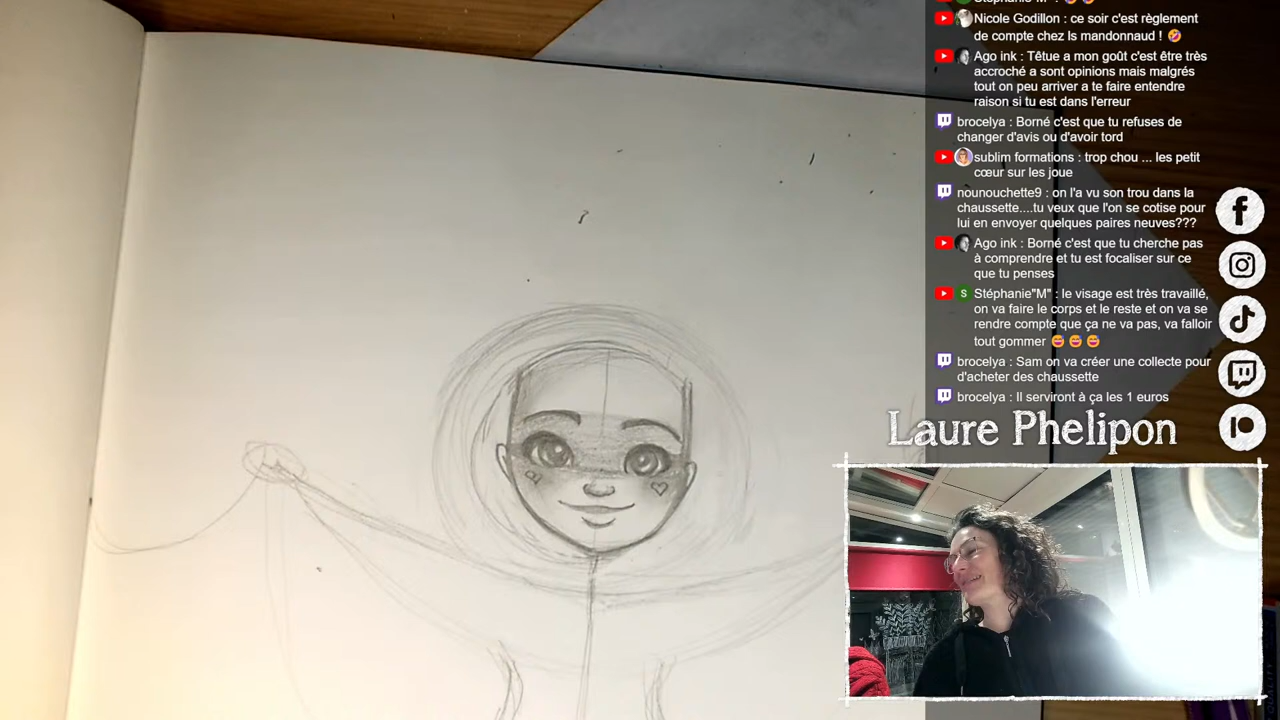 Stéphanie"M" :
Nicole Godillon : ce soir c'est règlement
de compte chez ls mandonnaud ! 🤣
Ago ink : Têtue a mon goût c'est être très
accroché a sont opinions mais malgrés
tout on peu arriver a te faire entendre
raison si tu est dans l'erreur
brocelya : Borné c'est que tu refuses de
changer d'avis ou d'avoir tord
sublim formations : trop chou ... les petit
cœur sur les joue
nounouchette9 : on l'a vu son trou dans la
chaussette....tu veux que l'on se cotise pour
lui en envoyer quelques paires neuves???
Ago ink : Borné c'est que tu cherche pas
à comprendre et tu est focaliser sur ce
que tu penses
S Stéphanie"M" : le visage est très travaillé,
on va faire le corps et le reste et on va se
rendre compte que ça ne va pas, va falloir
tout gommer 😅 😅 😅
brocelya : Sam on va créer une collecte pour
d'acheter des chaussette
brocelya : Il serviront à ça les 1 euros
Laure Phelipon